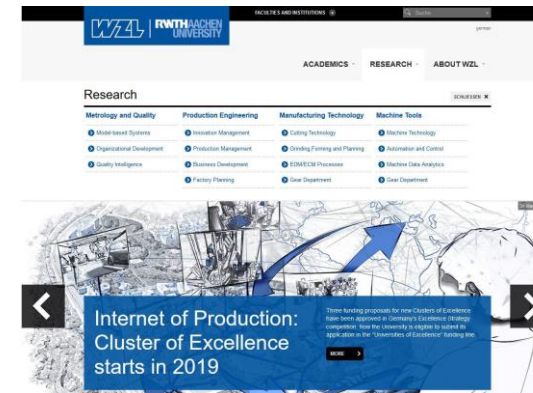 FACULTIES AND INSTITUTIONS
Suche
WZL | RWTHAACHEN
UNIVERSITY
german
ACADEMICS
RESEARCH
ABOUT WZL
Research
SCHLIESSEN X
Metrology and Quality
Model-based Systems
Organizational Development
Quality Intelligence
Production Engineering
Innovation Management
Production Management
Business Development
Factory Planning
Manufacturing Technology
Cutting Technology
Grinding Forming and Planning
EDM/ECM Processes
Gear Department
Machine Tools
Machine Technology
Automation and Control
Machine Data Analytics
Gear Department
Internet of Production:
Cluster of Excellence
starts in 2019
Three funding proposals for new Clusters of Excellence
have been approved in Germany's Excellence Strategy
competition. Now the University is eligible to submit its
application in the "Universities of Excellence" funding line.
MORE